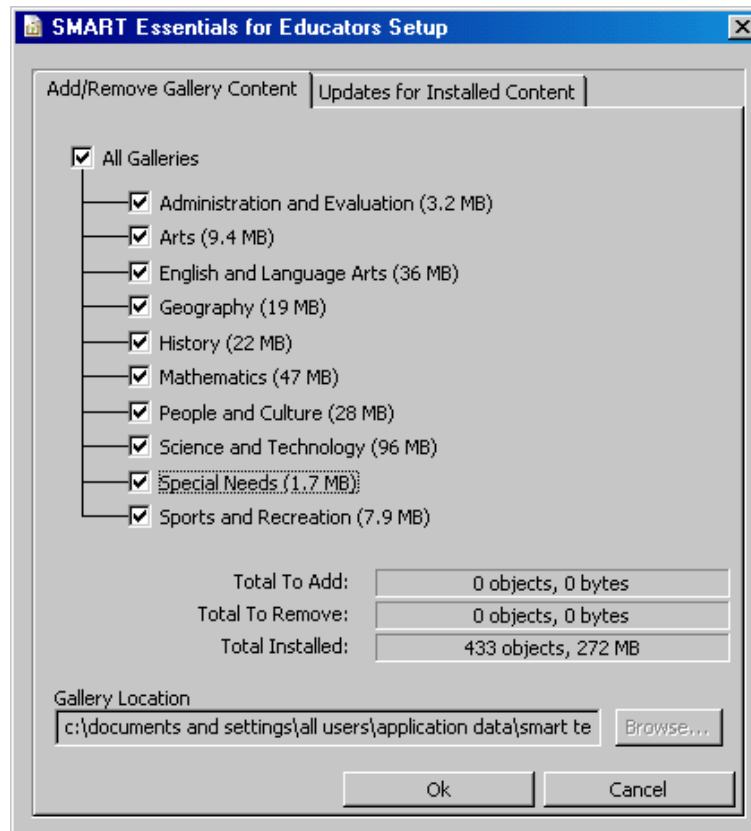 SMART Essentials for Educators Setup
Add/Remove Gallery Content
Updates for Installed Content
All Galleries
Administration and Evaluation (3.2 MB)
Arts (9.4 MB)
English and Language Arts (36 MB)
Geography (19 MB)
History (22 MB)
Mathematics (47 MB)
People and Culture (28 MB)
Science and Technology (96 MB)
Special Needs (1.7 MB)
Sports and Recreation (7.9 MB)
Total To Add: 0 objects, 0 bytes
Total To Remove: 0 objects, 0 bytes
Total Installed: 433 objects, 272 MB
Gallery Location
c:\documents and settings\all users\application data\smart te
Browse...
Ok
Cancel